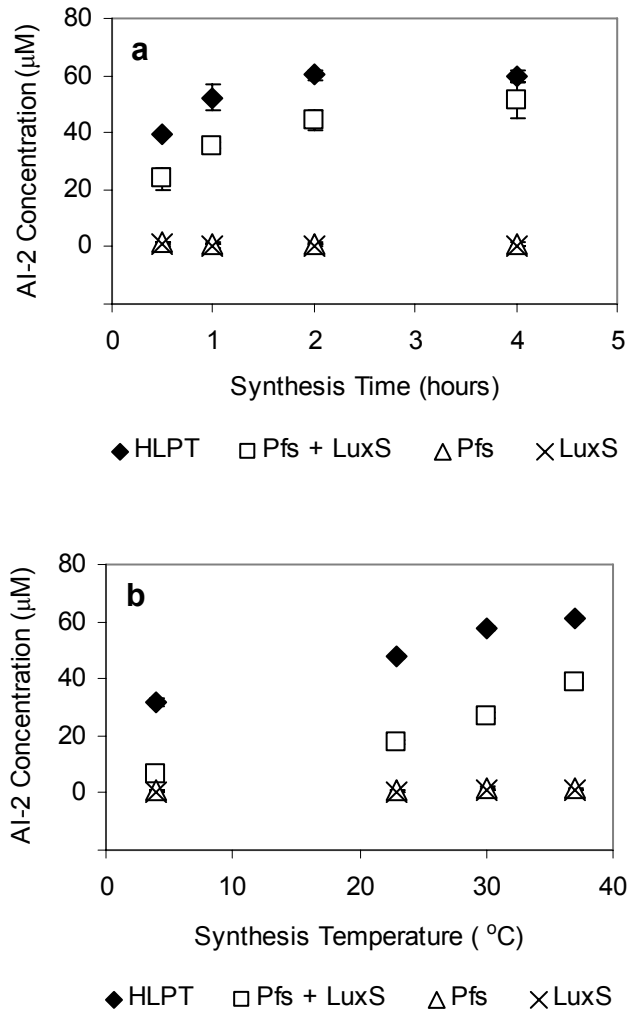 a
AI-2 Concentration (μM)
80
60
40
20
0
0 1 2 3 4 5
Synthesis Time (hours)
HLPT Pfs + LuxS Pfs LuxS
b
AI-2 Concentration (μM)
80
60
40
20
0
0 10 20 30 40
Synthesis Temperature ( °C)
HLPT Pfs + LuxS Pfs LuxS